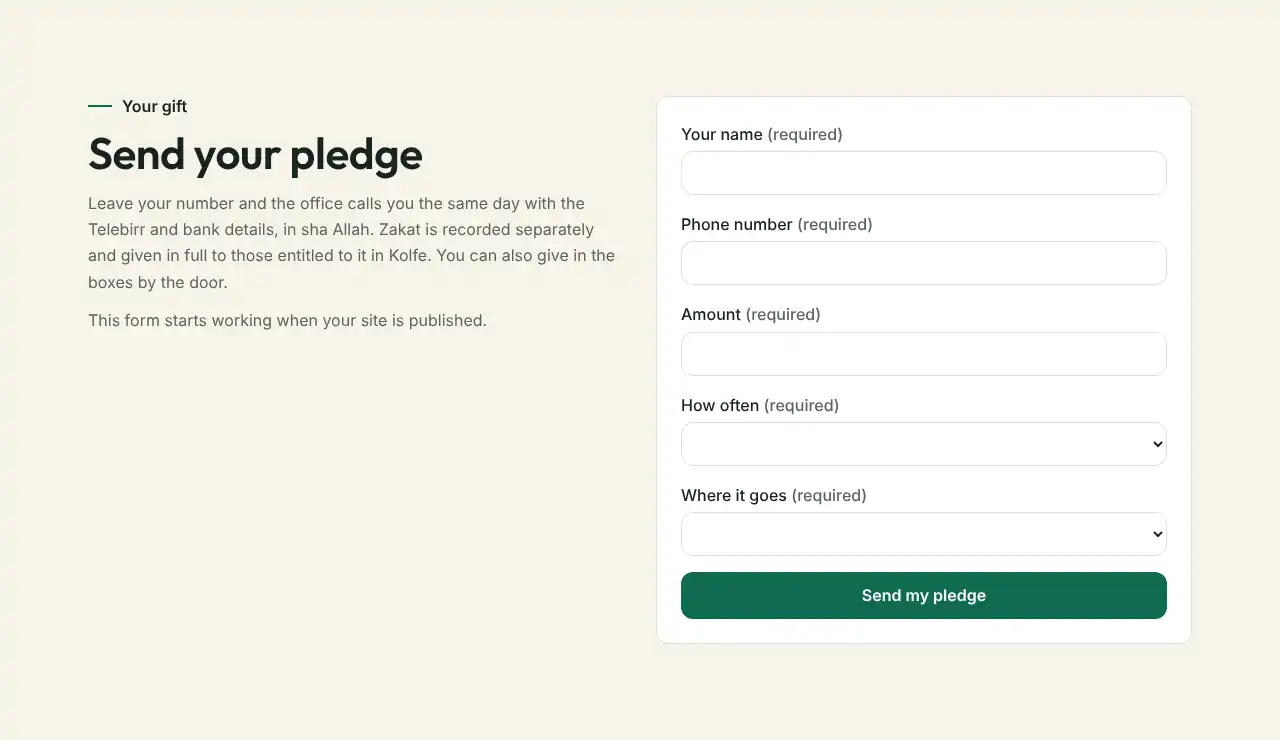 Your gift
Send your pledge
Leave your number and the office calls you the same day with the
Telebirr and bank details, in sha Allah. Zakat is recorded separately
and given in full to those entitled to it in Kolfe. You can also give in the
boxes by the door.
This form starts working when your site is published.
Your name (required)
Phone number (required)
Amount (required)
How often (required)
Where it goes (required)
Send my pledge